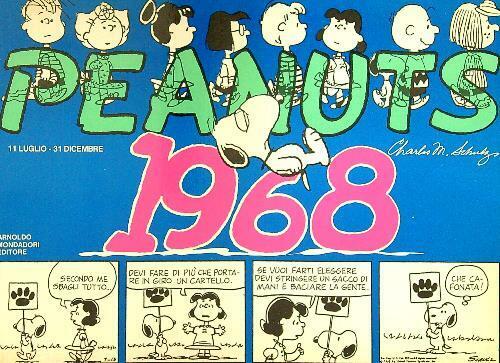 PEANUTS
11 LUGLIO - 31 DICEMBRE
Charles M. Schulz
1968
ARNOLDO
MONDADORI
EDITORE
SECONDO ME
SBAGLI TUTTO.
DEVI FARE DI PIÙ CHE PORTA-
RE IN GIRO UN CARTELLO.
SE VUOI FARTI ELEGGERE
DEVI STRINGERE UN SACCO DI
MANI E BACIARE LA GENTE.
CHE CA-
FONATA!